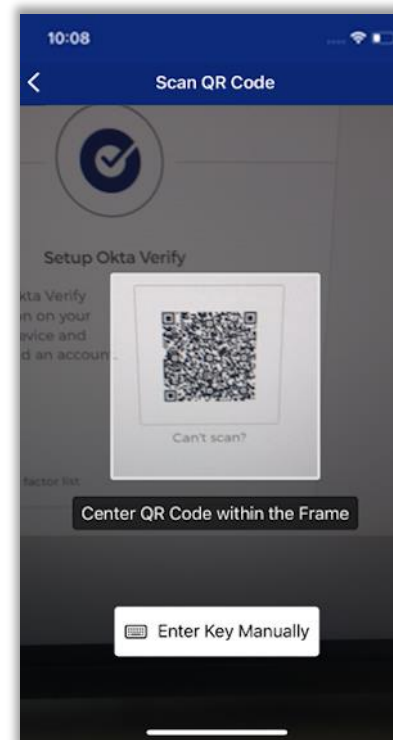 10:08
Scan QR Code
Setup Okta Verify
kta Verify
n on your
evice and
d an account.
Can't scan?
factor list
Center QR Code within the Frame
Enter Key Manually